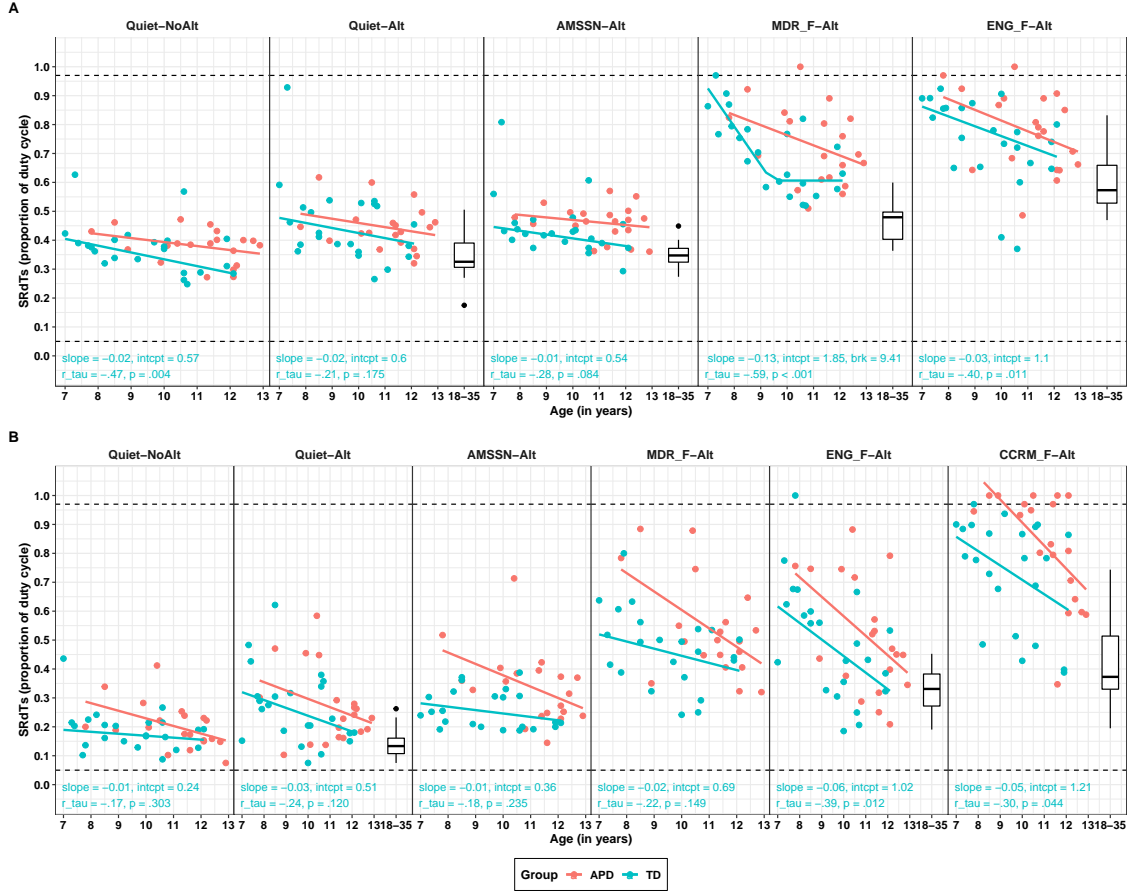 A
Quiet−NoAlt Quiet−Alt AMSSN−Alt MDR_F−Alt ENG_F−Alt
SRdTs (proportion of duty cycle)
1.0
0.9
0.8
0.7
0.6
0.5
0.4
0.3
0.2
0.1
0.0
slope = −0.02, intcpt = 0.57
r_tau = −.47, p = .004
slope = −0.02, intcpt = 0.6
r_tau = −.21, p = .175
slope = −0.01, intcpt = 0.54
r_tau = −.28, p = .084
slope = −0.13, intcpt = 1.85, brk = 9.41
r_tau = −.59, p < .001
slope = −0.03, intcpt = 1.1
r_tau = −.40, p = .011
7 8 9 10 11 12 13 7 8 9 10 11 12 13 18−35 7 8 9 10 11 12 13 18−35 7 8 9 10 11 12 13 18−35 7 8 9 10 11 12 13 18−35
Age (in years)
B
Quiet−NoAlt Quiet−Alt AMSSN−Alt MDR_F−Alt ENG_F−Alt CCRM_F−Alt
SRdTs (proportion of duty cycle)
1.0
0.9
0.8
0.7
0.6
0.5
0.4
0.3
0.2
0.1
0.0
slope = −0.01, intcpt = 0.24
r_tau = −.17, p = .303
slope = −0.03, intcpt = 0.51
r_tau = −.24, p = .120
slope = −0.01, intcpt = 0.36
r_tau = −.18, p = .235
slope = −0.02, intcpt = 0.69
r_tau = −.22, p = .149
slope = −0.06, intcpt = 1.02
r_tau = −.39, p = .012
slope = −0.05, intcpt = 1.21
r_tau = −.30, p = .044
7 8 9 10 11 12 13 7 8 9 10 11 12 13 18−35 7 8 9 10 11 12 13 7 8 9 10 11 12 13 7 8 9 10 11 12 13 18−35 7 8 9 10 11 12 13 18−35
Age (in years)
Group APD TD